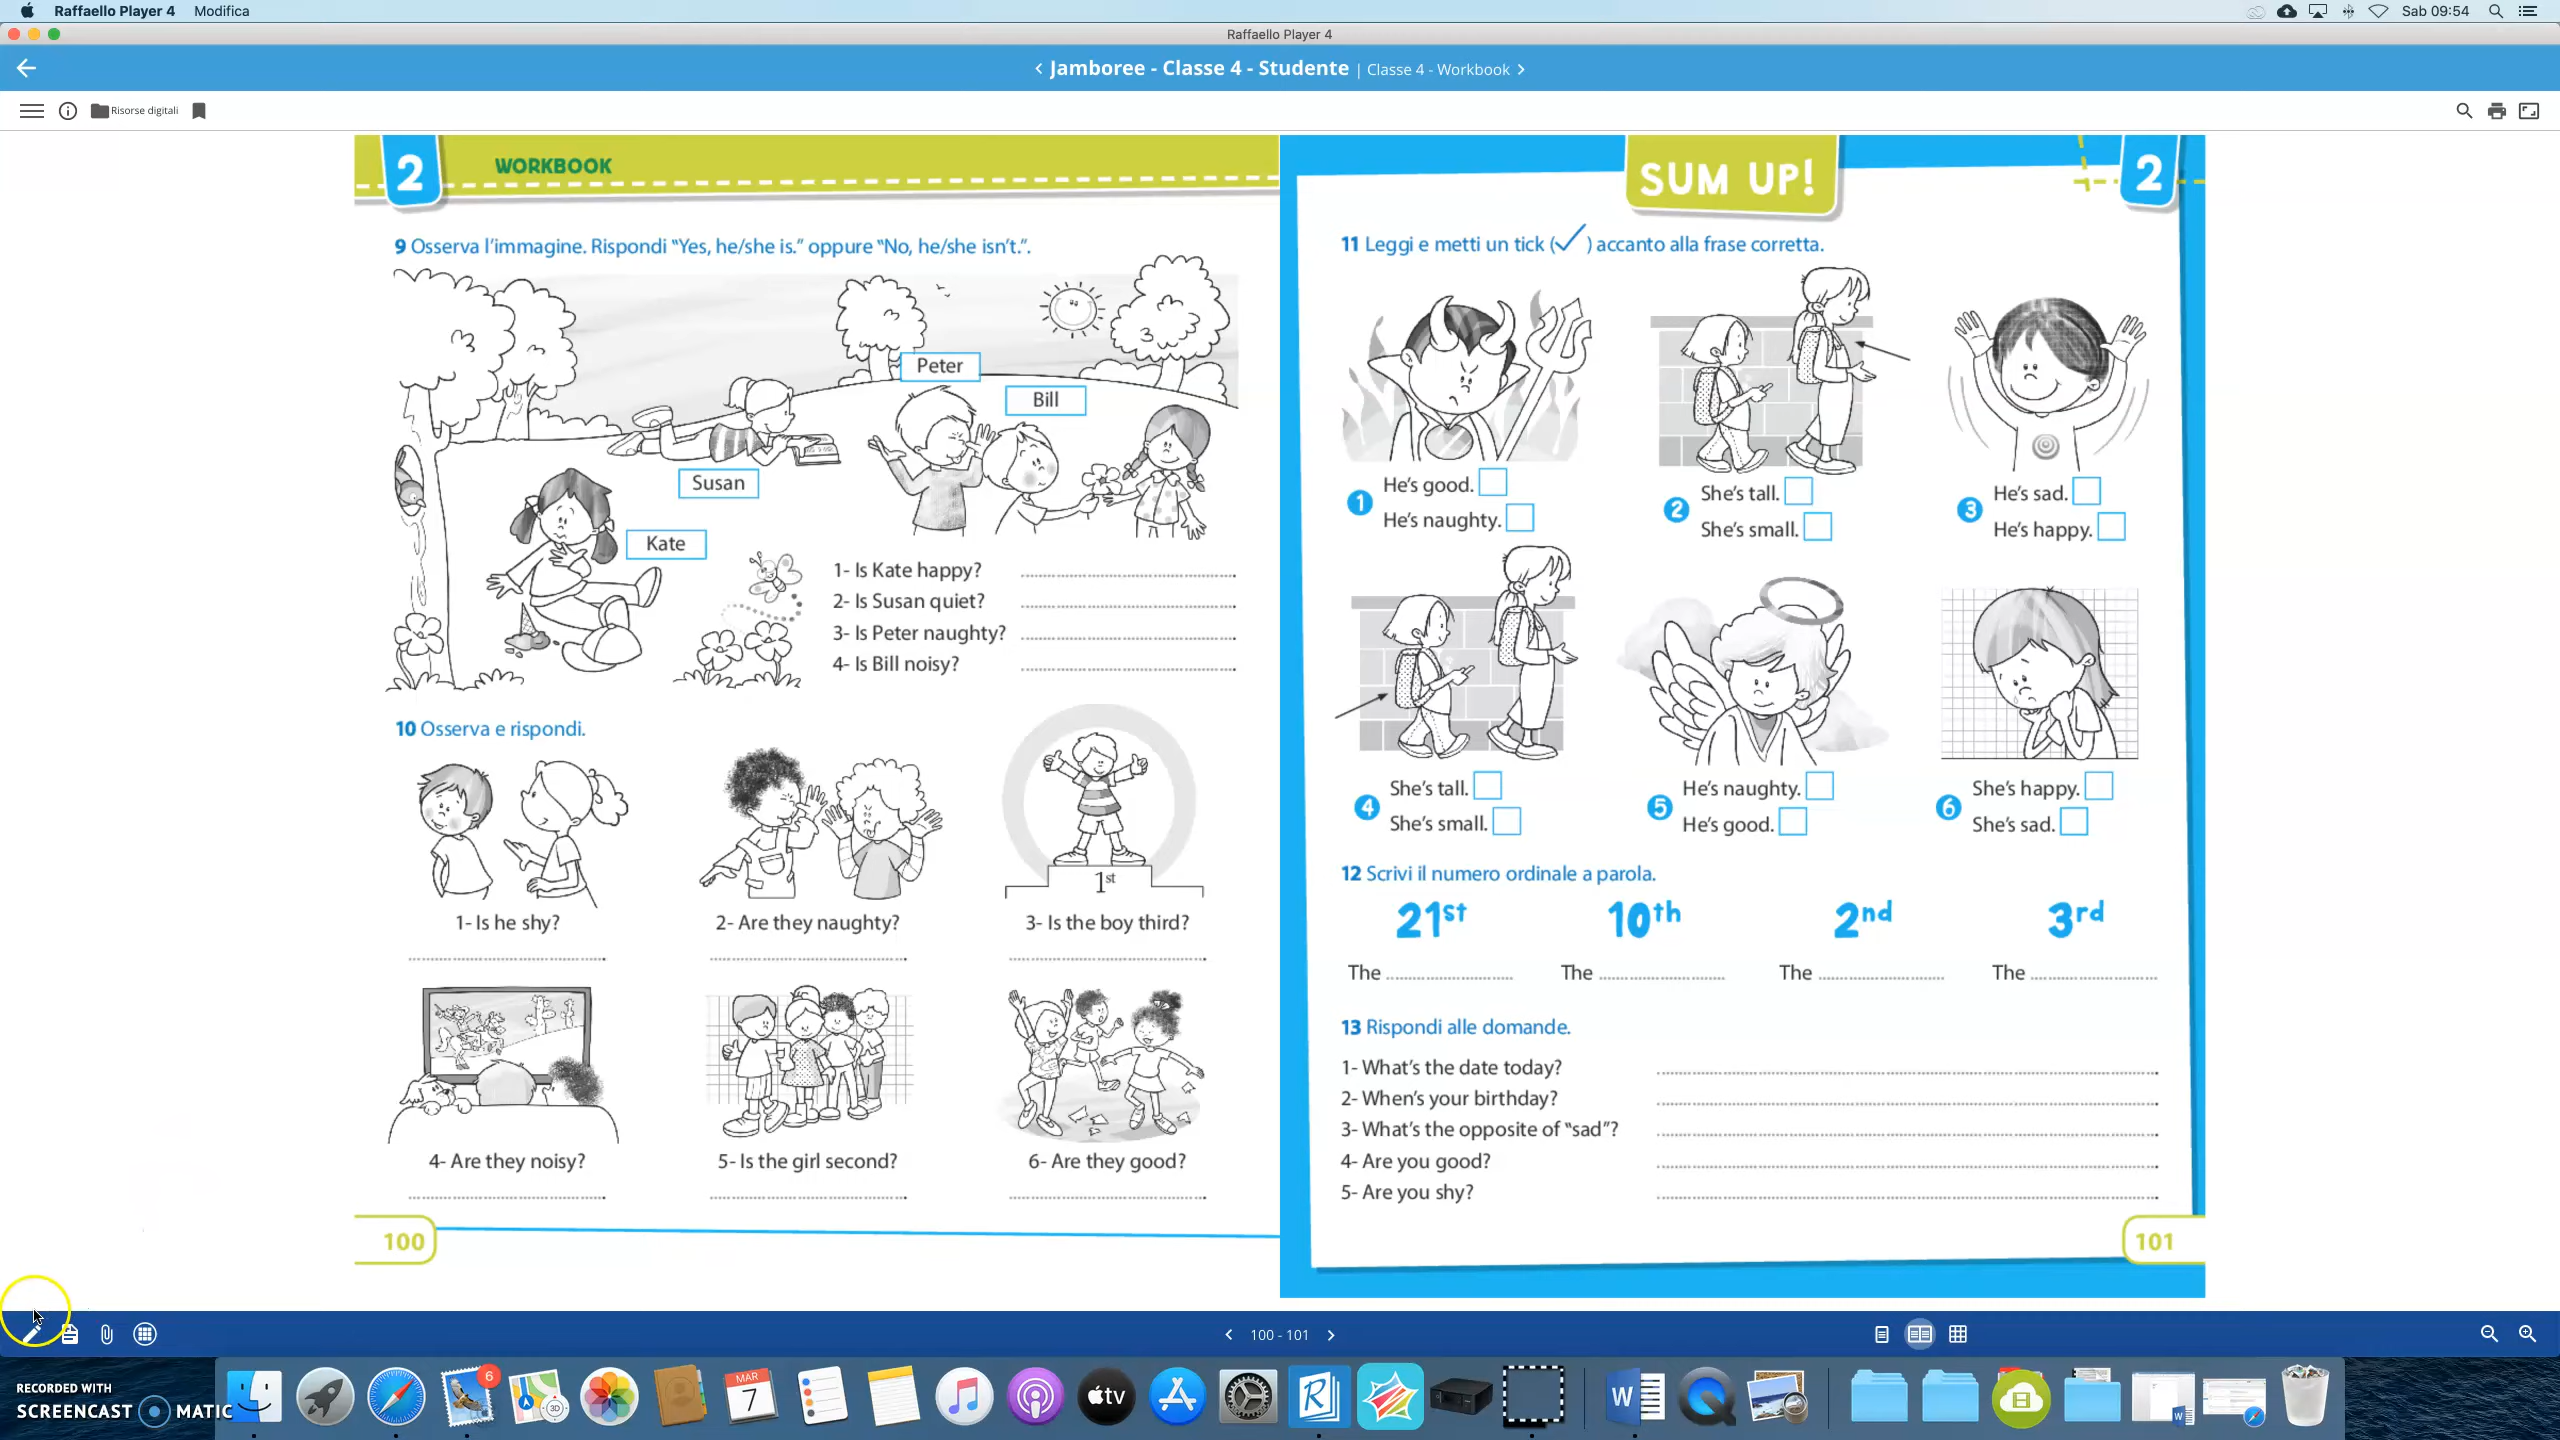 Raffaello Player 4 Modifica
Sab 09:54
Raffaello Player 4
Jamboree - Classe 4 - Studente | Classe 4 - Workbook
Risorse digitali
2 WORKBOOK
9 Osserva l'immagine. Rispondi "Yes, he/she is." oppure "No, he/she isn't.".
Peter
Bill
Susan
Kate
1- Is Kate happy?
2- Is Susan quiet?
3- Is Peter naughty?
4- Is Bill noisy?
10 Osserva e rispondi.
1st
1- Is he shy?
2- Are they naughty?
3- Is the boy third?
4- Are they noisy?
5- Is the girl second?
6- Are they good?
100
SUM UP!
2
11 Leggi e metti un tick (✓) accanto alla frase corretta.
1 He's good.
He's naughty.
2 She's tall.
She's small.
3 He's sad.
He's happy.
4 She's tall.
She's small.
5 He's naughty.
He's good.
6 She's happy.
She's sad.
12 Scrivi il numero ordinale a parola.
21st 10th 2nd 3rd
The The The The
13 Rispondi alle domande.
1- What's the date today?
2- When's your birthday?
3- What's the opposite of "sad"?
4- Are you good?
5- Are you shy?
101
100 - 101
RECORDED WITH
SCREENCAST MATIC
6
3D
MAR
7
tv
R
W
W